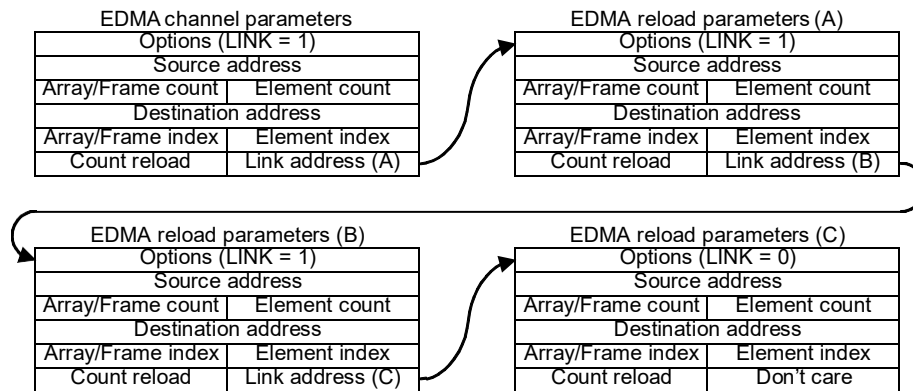 EDMA channel parameters
Options (LINK = 1)
Source address
Array/Frame count Element count
Destination address
Array/Frame index Element index
Count reload Link address (A)
EDMA reload parameters (A)
Options (LINK = 1)
Source address
Array/Frame count Element count
Destination address
Array/Frame index Element index
Count reload Link address (B)
EDMA reload parameters (B)
Options (LINK = 1)
Source address
Array/Frame count Element count
Destination address
Array/Frame index Element index
Count reload Link address (C)
EDMA reload parameters (C)
Options (LINK = 0)
Source address
Array/Frame count Element count
Destination address
Array/Frame index Element index
Count reload Don't care